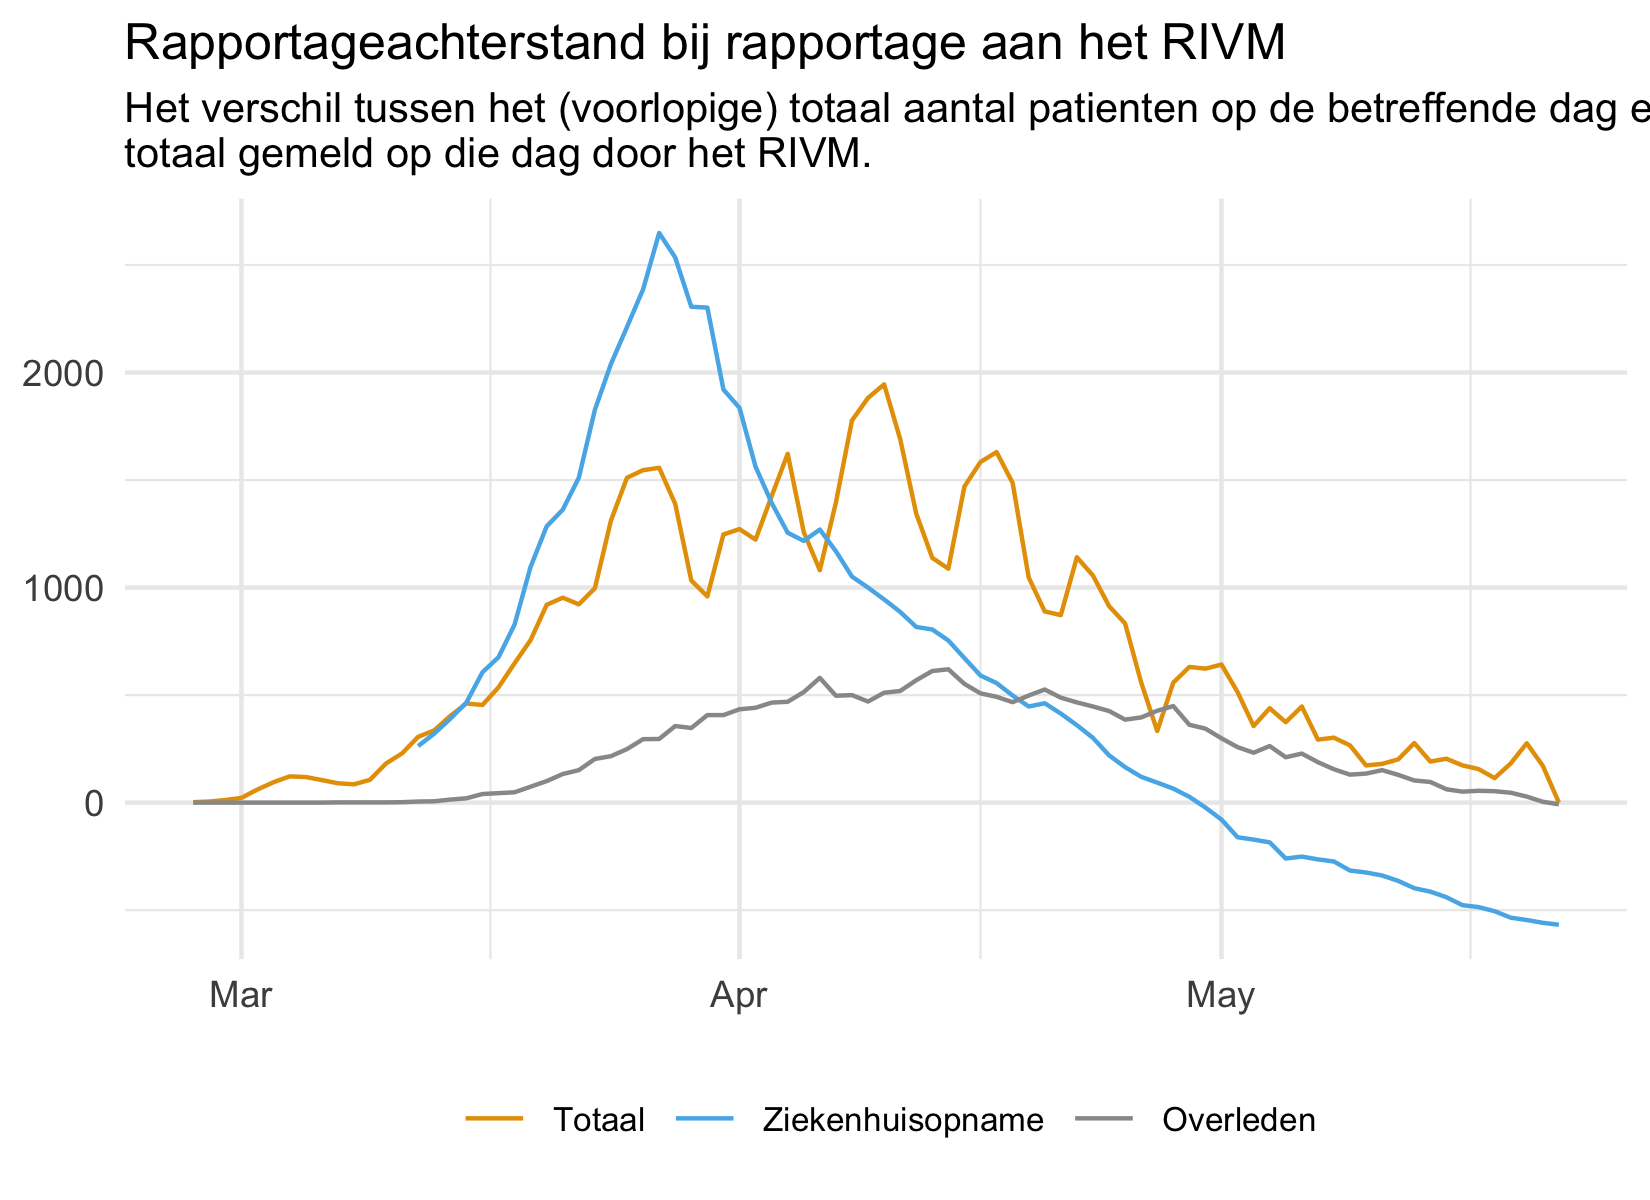 Rapportageachterstand bij rapportage aan het RIVM
Het verschil tussen het (voorlopige) totaal aantal patienten op de betreffende dag e
totaal gemeld op die dag door het RIVM.
2000
1000
0
Mar Apr May
Totaal Ziekenhuisopname Overleden